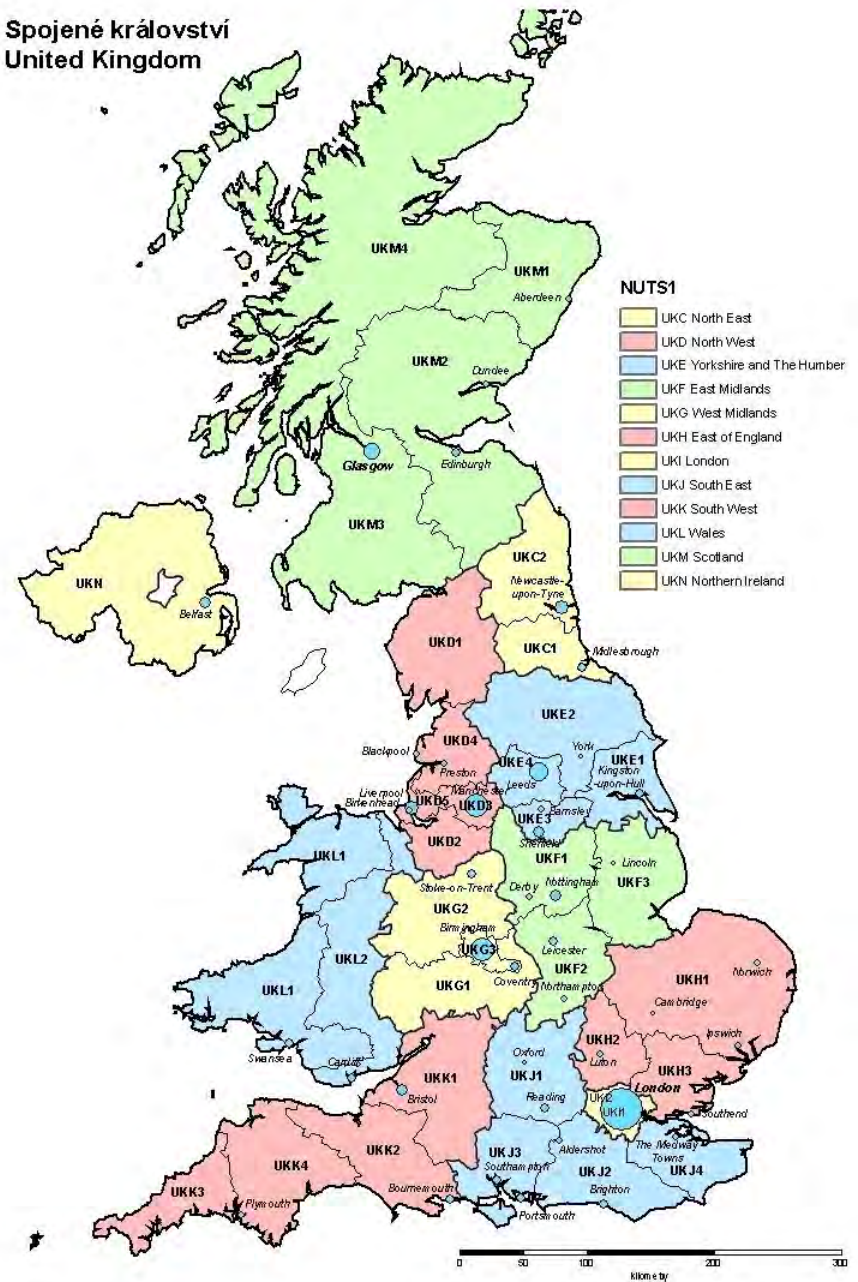 Spojené království
United Kingdom
UKM4
UKM1
Aberdeen
NUTS1
UKC North East
UKD North West
UKE Yorkshire and The Humber
UKF East Midlands
UKG West Midlands
UKH East of England
UKI London
UKJ South East
UKK South West
UKL Wales
UKM Scotland
UKN Northern Ireland
UKM2
Dundee
Glasgow
Edinburgh
UKM3
UKC2
UKN
Newcastle-
upon-Tyne
Belfast
UKD1
UKC1
Midlesbrough
UKE2
UKD4
Blackpool
York
UKE4
UKE1
Preston
Kingston
-upon-Hull
Leeds
Liverpool
Manchester
Birkenhead
UKD5
UKD3
Barnsley
UKE3
UKD2
Sheffield
UKL1
UKF1
Lincoln
Stoke-on-Trent
Derby
Nottingham
UKF3
UKG2
Birmingham
UKG3
Leicester
UKL2
UKF2
UKG1
Coventry
Northampton
UKH1
Norwich
UKL1
Cambridge
Ipswich
UKH2
Swansea
Cardiff
Oxford
Luton
UKH3
UKK1
UKJ1
London
Bristol
Reading
UKI2
UKI1
Southend
UKK2
UKJ3
Aldershot
The Medway
Towns
UKK4
Southampton
UKJ2
UKJ4
UKK3
Bournemouth
Brighton
Plymouth
Portsmouth
0 50 100 200 300
kilometry